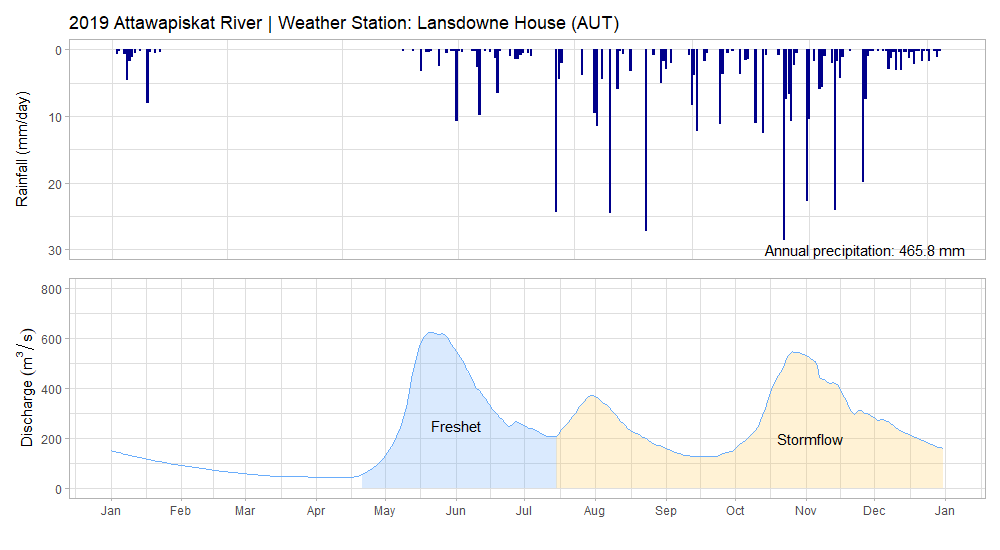 2019 Attawapiskat River | Weather Station: Lansdowne House (AUT)
Rainfall (mm/day)
0
10
20
30
Annual precipitation: 465.8 mm
Discharge (m³/s)
800
600
400
200
0
Freshet
Stormflow
Jan Feb Mar Apr May Jun Jul Aug Sep Oct Nov Dec Jan